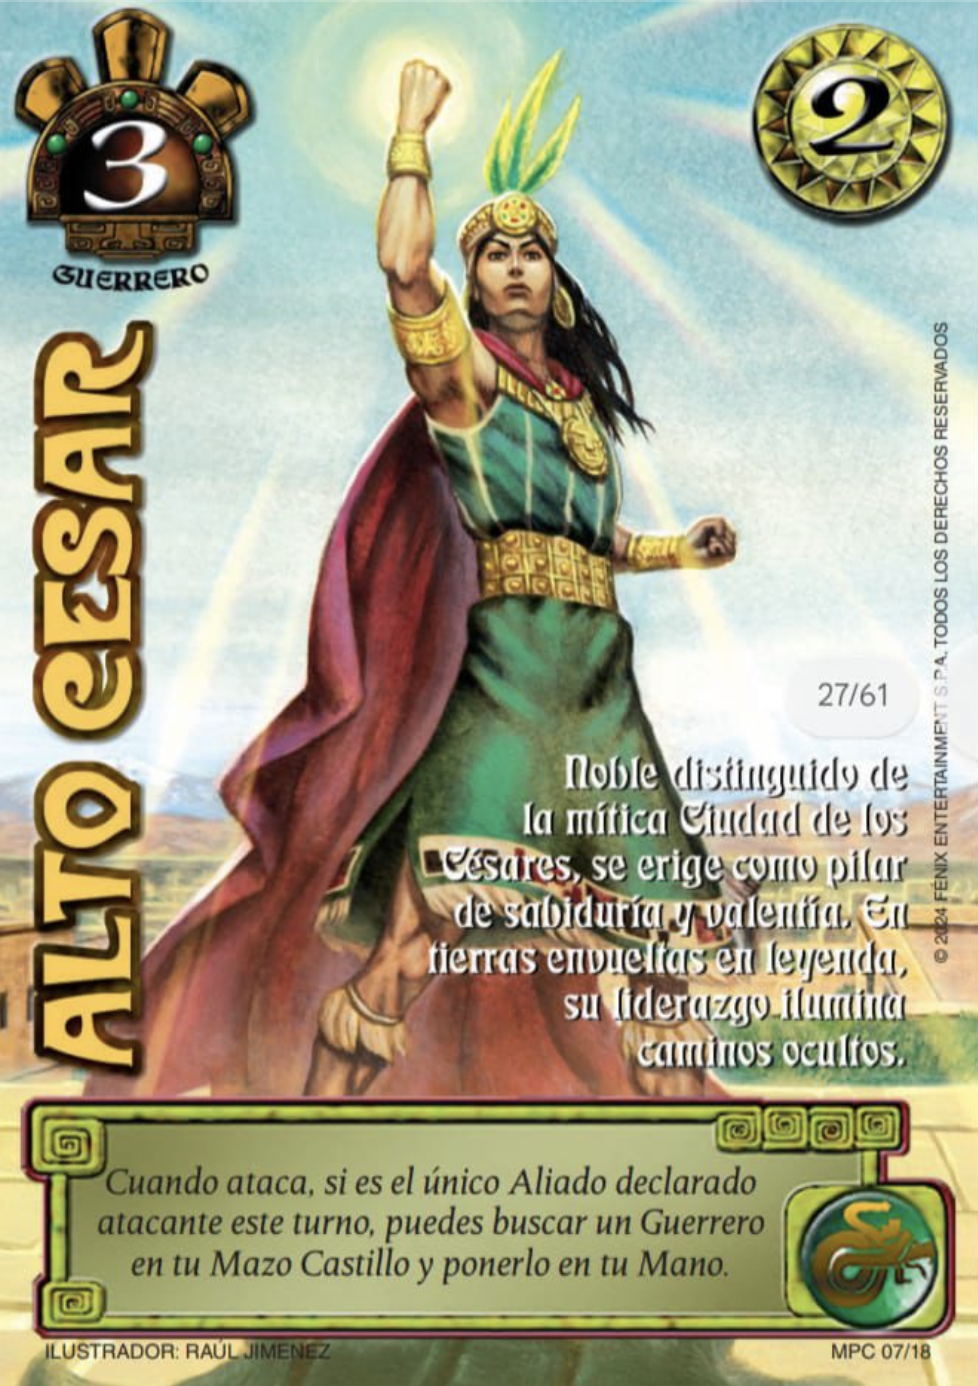 3
GUERRERO
2
ALTO CESAR
27/61
Noble distinguido de
la mítica Ciudad de los
Césares, se erige como pilar
de sabiduría y valentía. En
tierras envueltas en leyenda,
su liderazgo ilumina
caminos ocultos.
© 2024 FÉNIX ENTERTAINMENT S.P.A. TODOS LOS DERECHOS RESERVADOS
Cuando ataca, si es el único Aliado declarado
atacante este turno, puedes buscar un Guerrero
en tu Mazo Castillo y ponerlo en tu Mano.
ILUSTRADOR: RAÚL JIMENEZ
MPC 07/18